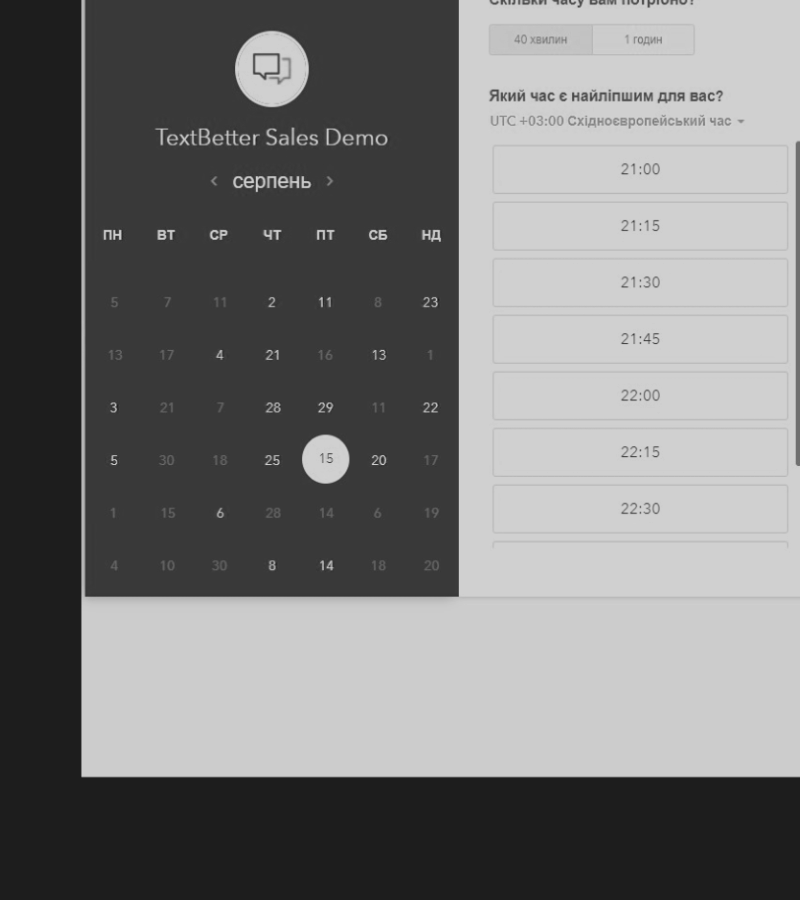 TextBetter Sales Demo
серпень
ПН ВТ СР ЧТ ПТ СБ НД
5 7 11 2 11 8 23
13 17 4 21 16 13 1
3 21 7 28 29 11 22
5 30 18 25 15 20 17
1 15 6 28 14 6 19
4 10 30 8 14 18 20
Скільки часу вам потрібно?
40 хвилин 1 годин
Який час є найліпшим для вас?
UTC +03:00 Східноєвропейський час
21:00
21:15
21:30
21:45
22:00
22:15
22:30